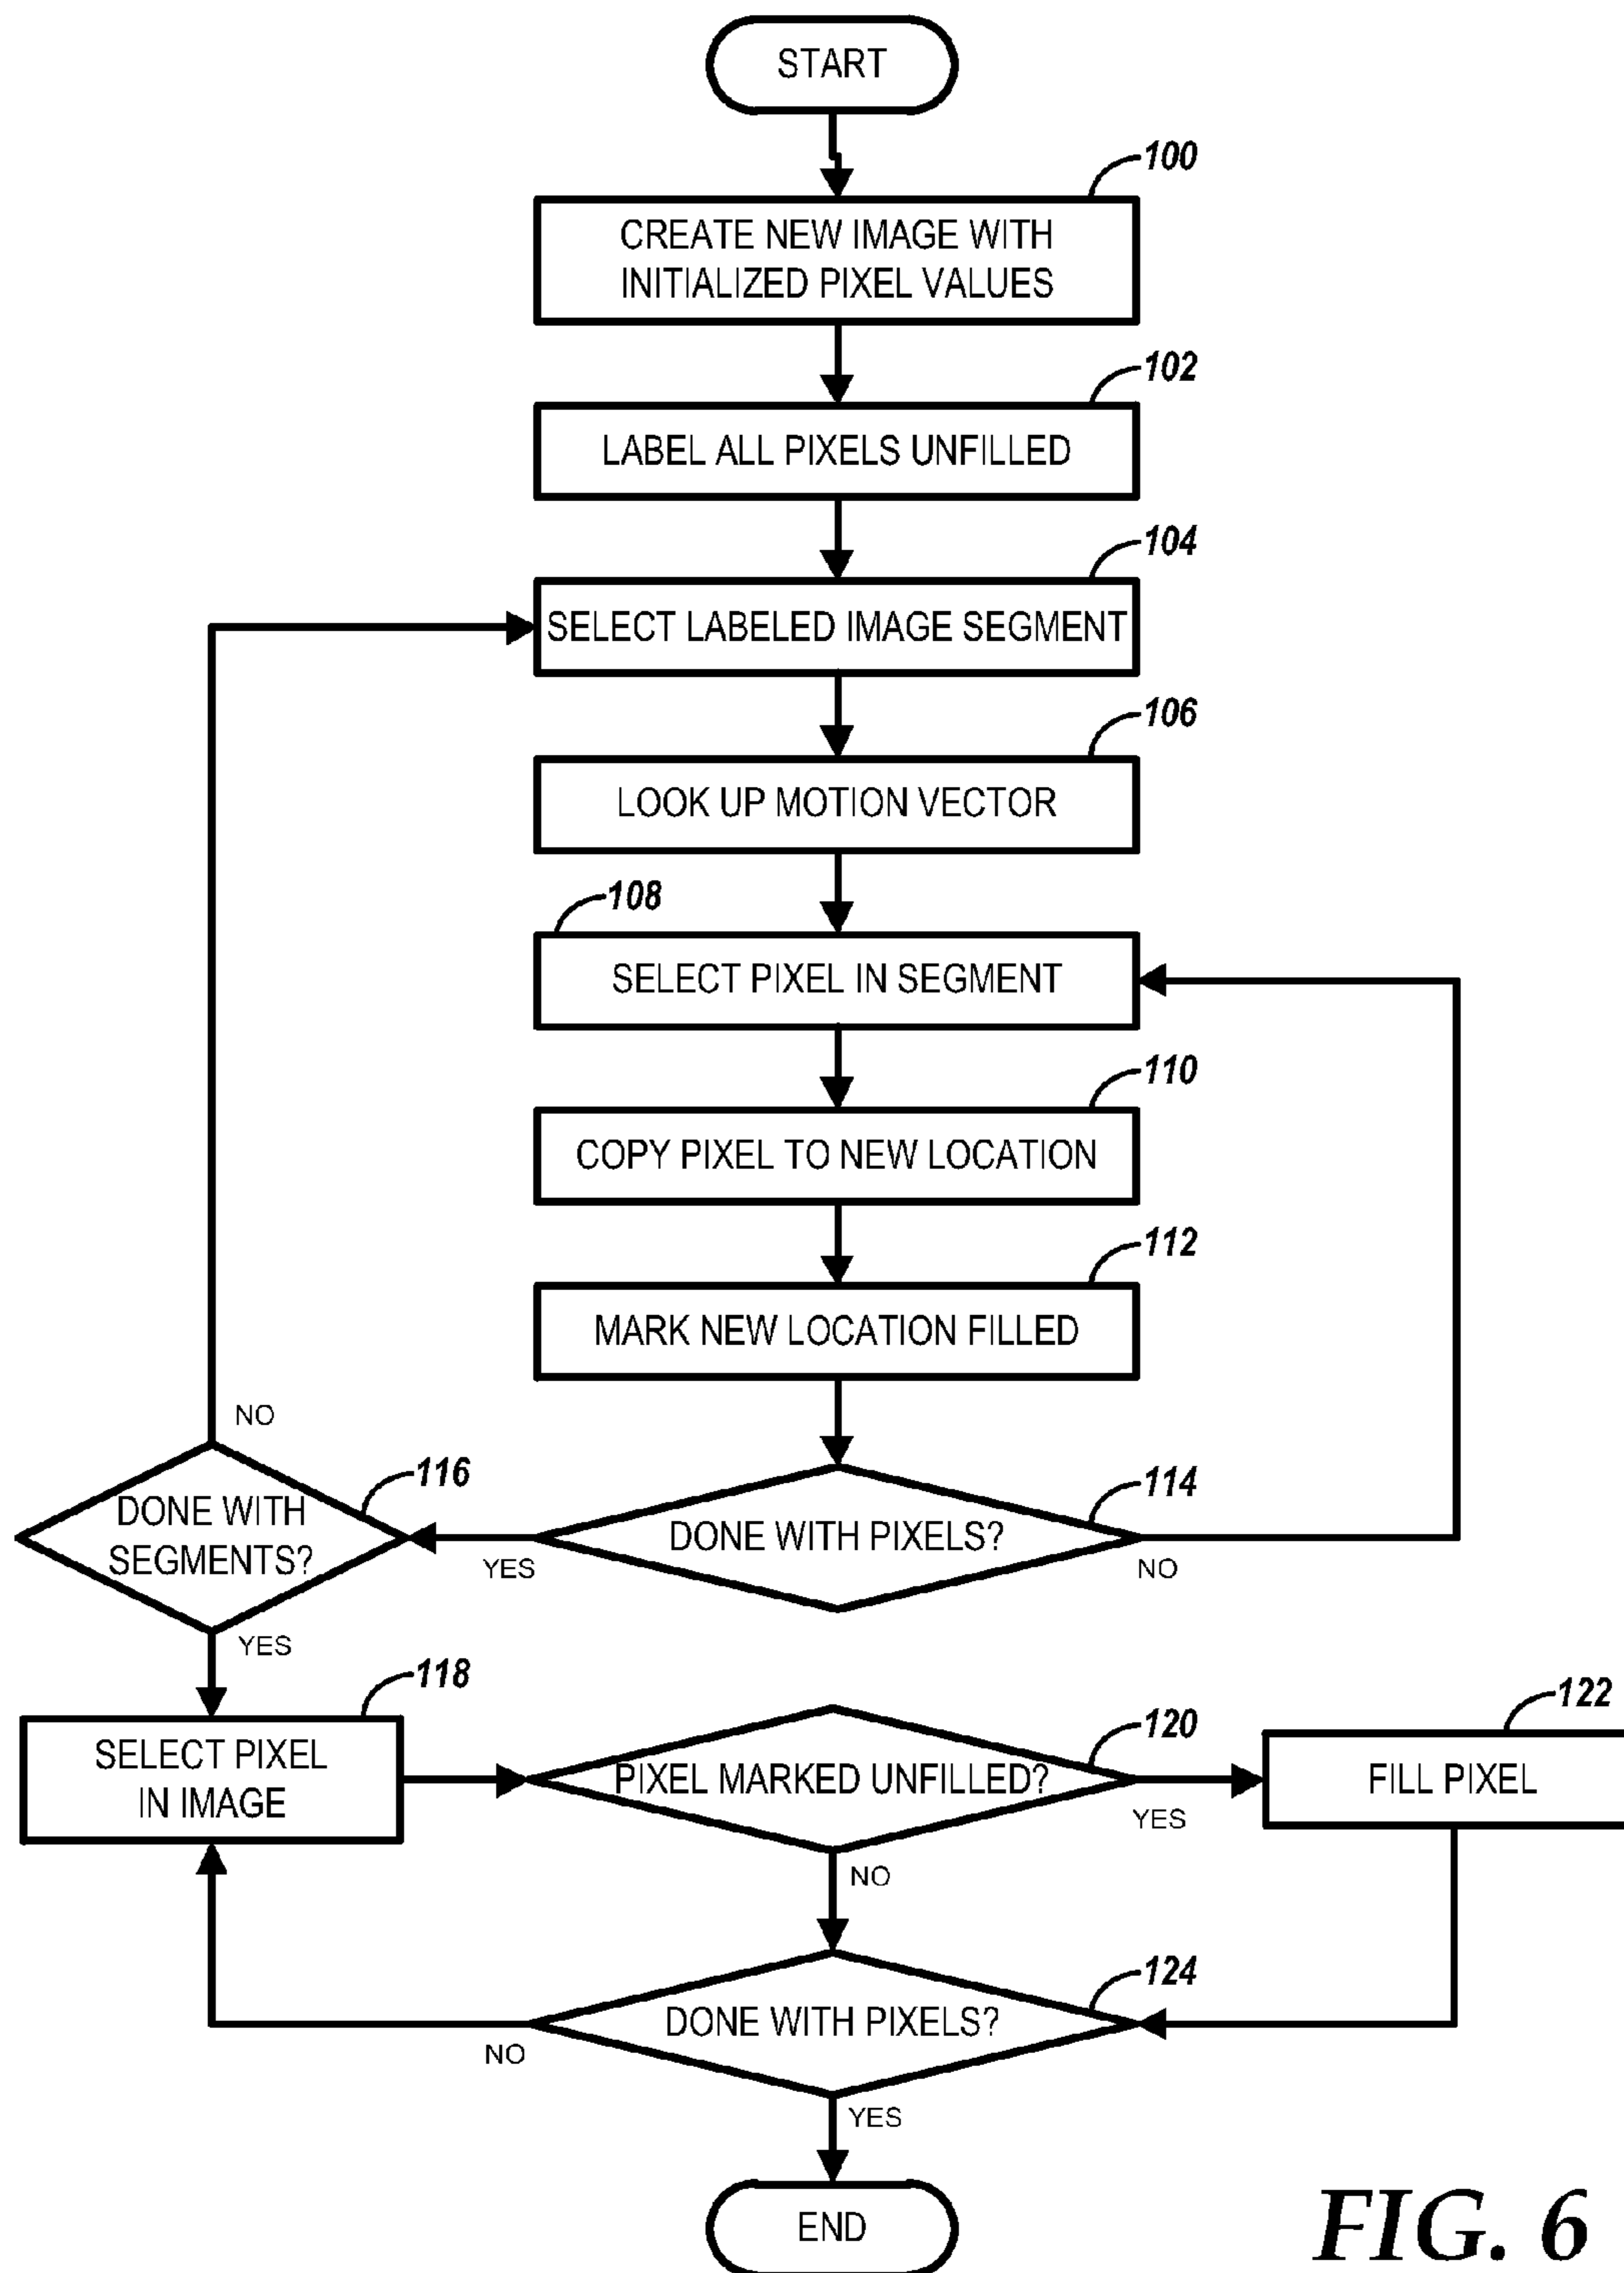 START
100
CREATE NEW IMAGE WITH
INITIALIZED PIXEL VALUES
102
LABEL ALL PIXELS UNFILLED
104
SELECT LABELED IMAGE SEGMENT
106
LOOK UP MOTION VECTOR
108
SELECT PIXEL IN SEGMENT
110
COPY PIXEL TO NEW LOCATION
112
MARK NEW LOCATION FILLED
NO
116
DONE WITH
SEGMENTS?
114
DONE WITH PIXELS?
YES
NO
YES
118
SELECT PIXEL
IN IMAGE
120
PIXEL MARKED UNFILLED?
YES
122
FILL PIXEL
NO
124
DONE WITH PIXELS?
NO
YES
END
FIG. 6